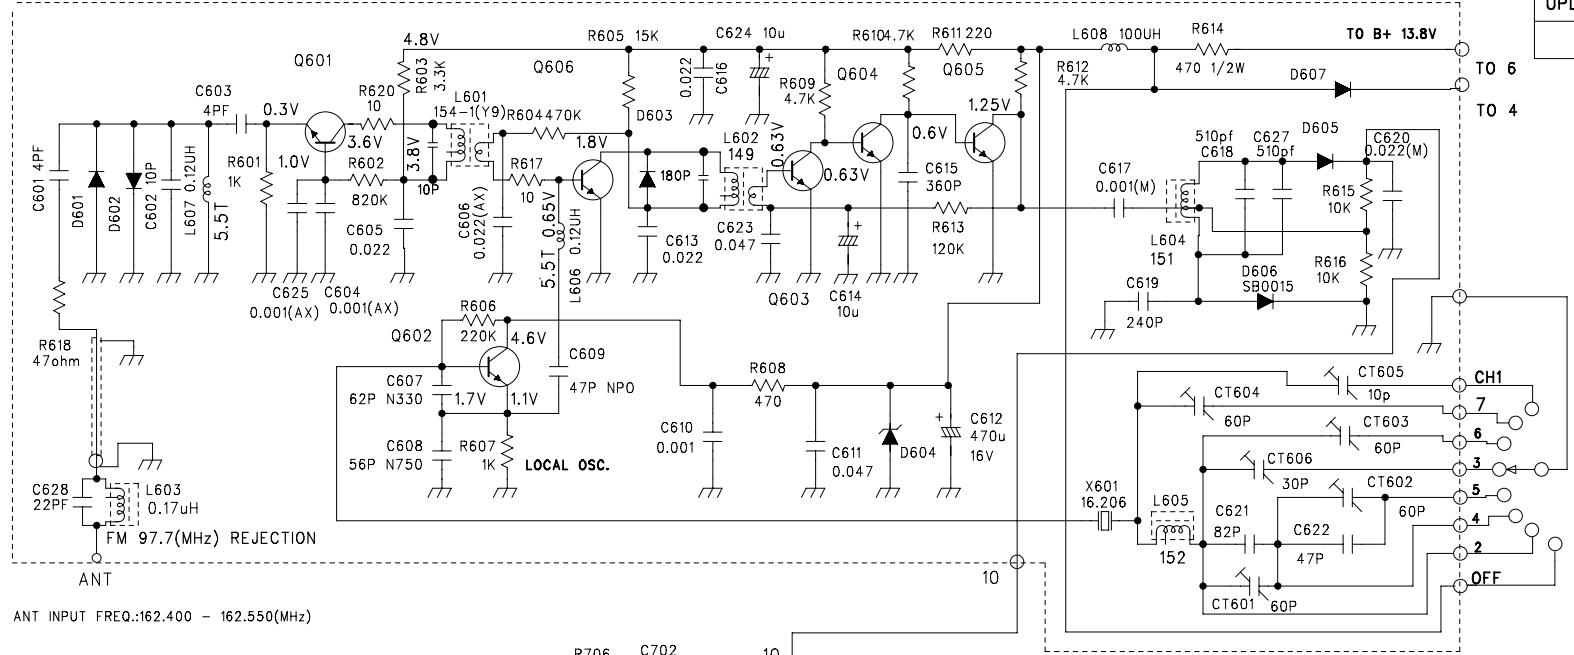 UPD
R605 15K
C624 10u
R610 4.7K
R611 220
L608 100UH
R614
TO B+ 13.8V
4.8V
Q601
R603
3.3K
Q606
0.022
C616
Q604
Q605
R612
4.7K
470 1/2W
TO 6
D607
R609
4.7K
C603
4PF
R620
10
L601
154-1(Y9)
R604 470K
D603
1.25V
TO 4
0.3V
3.6V
3.8V
1.8V
L602
149
0.63V
0.6V
510pf
C618
C627
510pf
D605
C620
0.022(M)
C601 4PF
D601
D602
C602 10P
L607 0.12UH
5.5T
R601
1K
1.0V
R602
820K
10P
R617
10
180P
0.63V
C615
360P
C617
0.001(M)
R615
10K
C605
0.022
C606
0.022(AX)
5.5T
0.65V
L606 0.12UH
C613
0.022
C623
0.047
R613
120K
L604
151
D606
SB0015
R616
10K
C625
0.001(AX)
C604
0.001(AX)
Q603
C614
10u
C619
240P
R606
220K
Q602
4.6V
R618
47ohm
C609
47P NPO
C607
62P N330
1.7V
1.1V
R608
470
CT605
10p
CH1
CT604
60P
7
C608
56P N750
R607
1K
LOCAL OSC.
C610
0.001
C611
0.047
D604
C612
470u
16V
CT603
60P
6
CT606
30P
3
C628
22PF
L603
0.17uH
X601
16.206
L605
152
CT602
60P
5
C621
82P
C622
47P
4
FM 97.7(MHz) REJECTION
2
ANT
10
CT601
60P
OFF
ANT INPUT FREQ.:162.400 - 162.550(MHz)
R706
C702
10